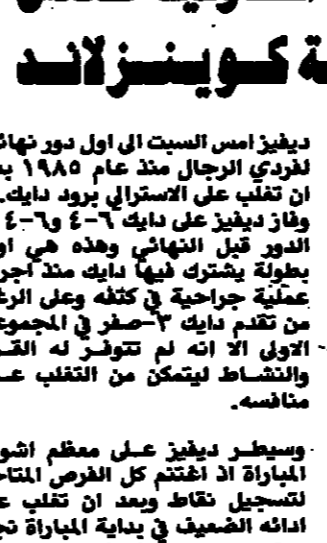 ة كوينزلاند
ديفيز امس السبت الى اول دور نهائ
لفردي الرجال منذ عام ١٩٨٥ ب
ان تغلب على الاسترالي برود دايك.
وفاز ديفيز على دايك ٦-٤ و٦-٤
الدور قبل النهائي وهذه هي او
بطولة يشترك فيها دايك منذ اجر
عملية جراحية في كتفه وعلى الرغ
من تقدم دايك ٣-صفر في المجموع
الاولى الا انه لم تتوفر له القـ
والنشاط ليتمكن من التغلب عـ
منافسه.
وسيطر ديفيز على معظم اشو
المباراة اذ اغتنم كل الفرص المتاح
لتسجيل نقاط وبعد ان تغلب ع
ادائه الضعيف في بداية المباراة نج